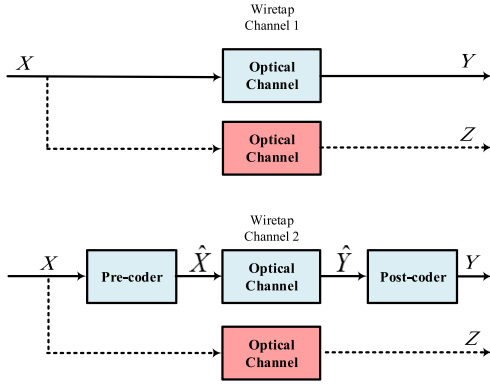 Wiretap
Channel 1
X
Optical
Channel
Y
Optical
Channel
Z
Wiretap
Channel 2
X
Pre-coder
X̂
Optical
Channel
Ŷ
Post-coder
Y
Optical
Channel
Z